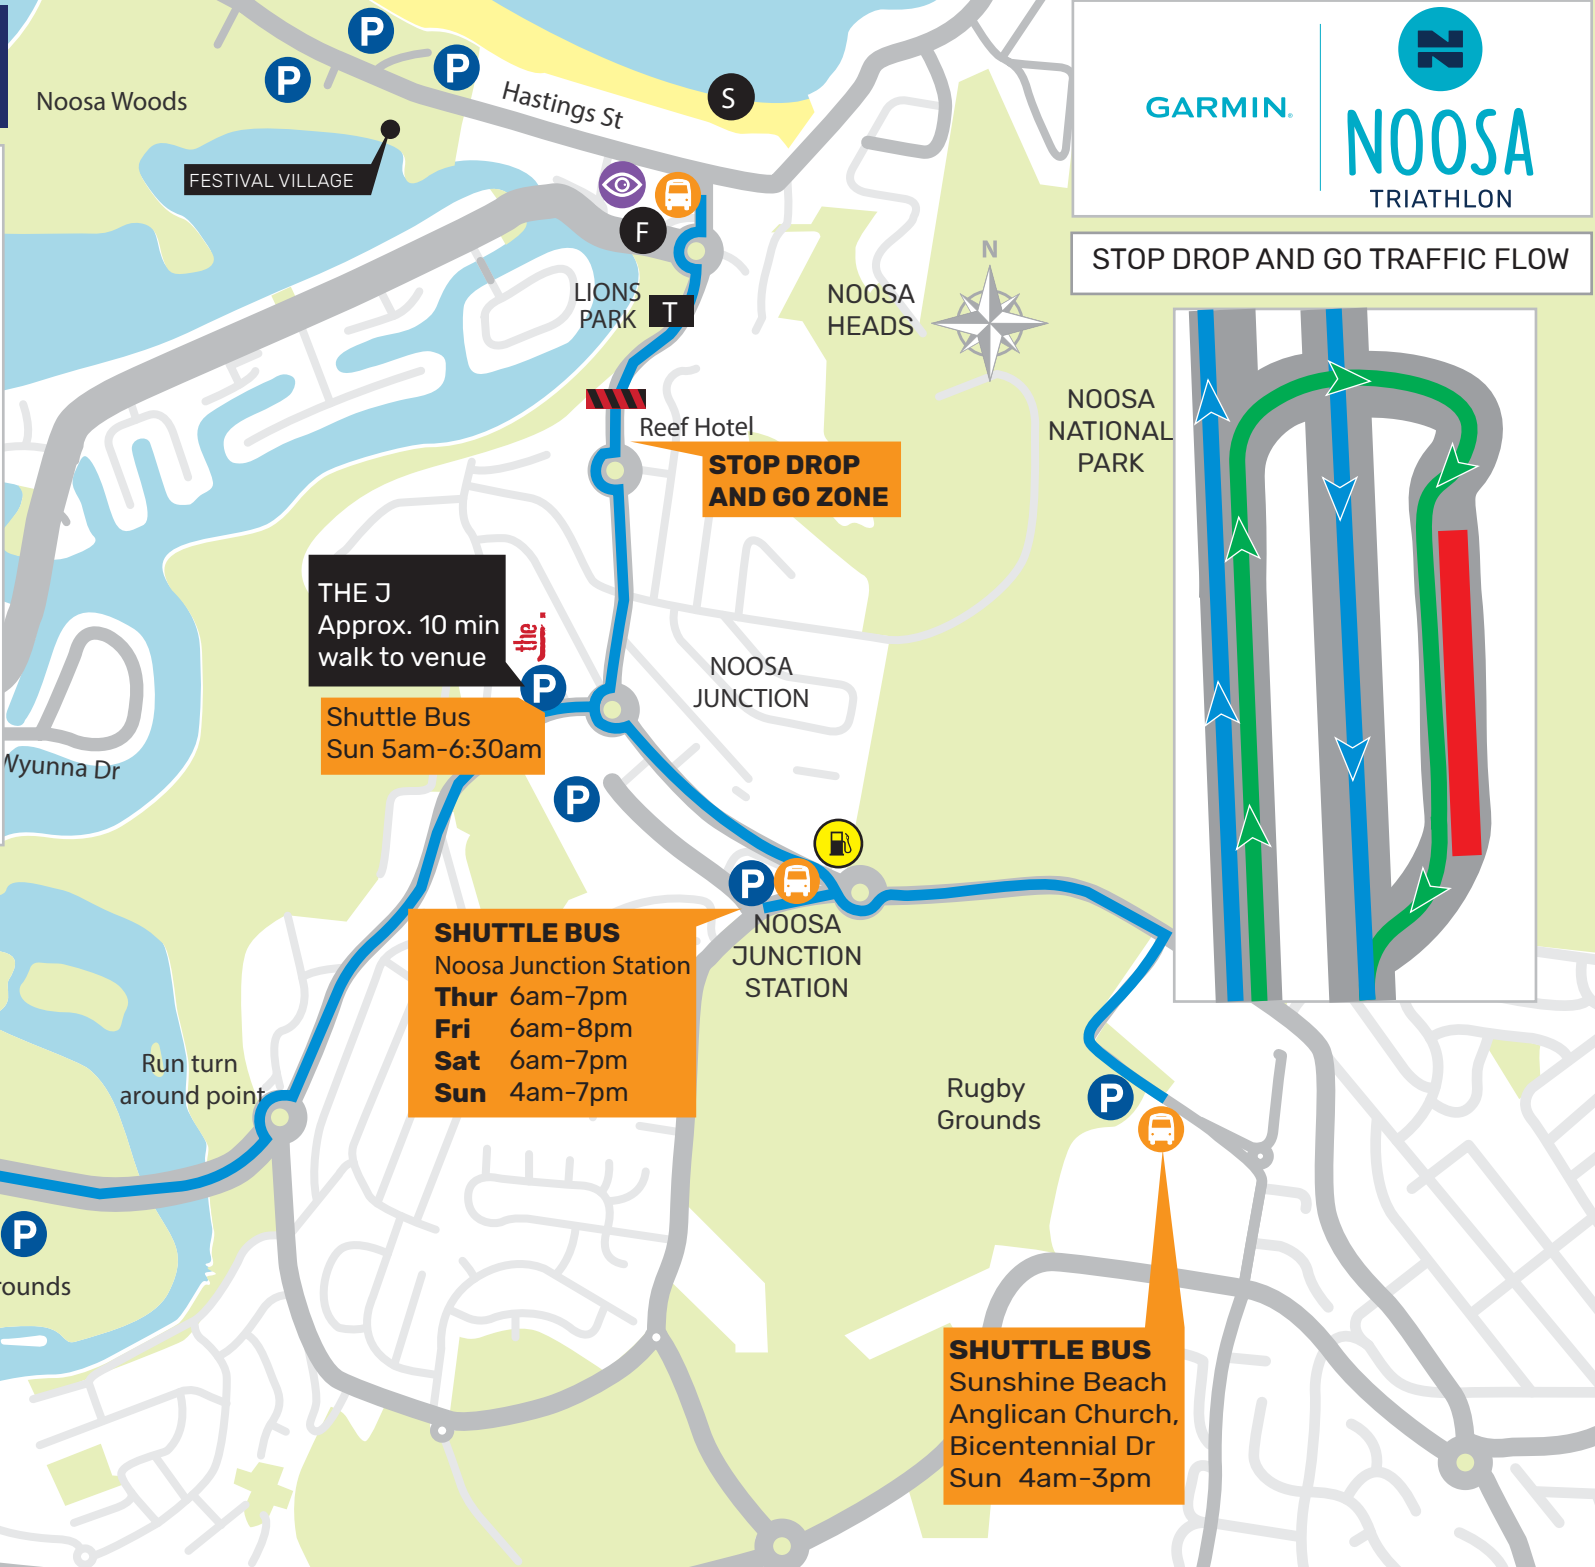 P
P
P
Noosa Woods
Hastings St
S
FESTIVAL VILLAGE
F
GARMIN.
NOOSA
TRIATHLON
STOP DROP AND GO TRAFFIC FLOW
N
LIONS
PARK
T
NOOSA
HEADS
NOOSA
NATIONAL
PARK
Reef Hotel
STOP DROP
AND GO ZONE
THE J
Approx. 10 min
walk to venue
the j.
P
NOOSA
JUNCTION
Shuttle Bus
Sun 5am-6:30am
Wyunna Dr
P
P
NOOSA
JUNCTION
STATION
SHUTTLE BUS
Noosa Junction Station
Thur 6am-7pm
Fri 6am-8pm
Sat 6am-7pm
Sun 4am-7pm
Run turn
around point
Rugby
Grounds
P
P
rounds
SHUTTLE BUS
Sunshine Beach
Anglican Church,
Bicentennial Dr
Sun 4am-3pm